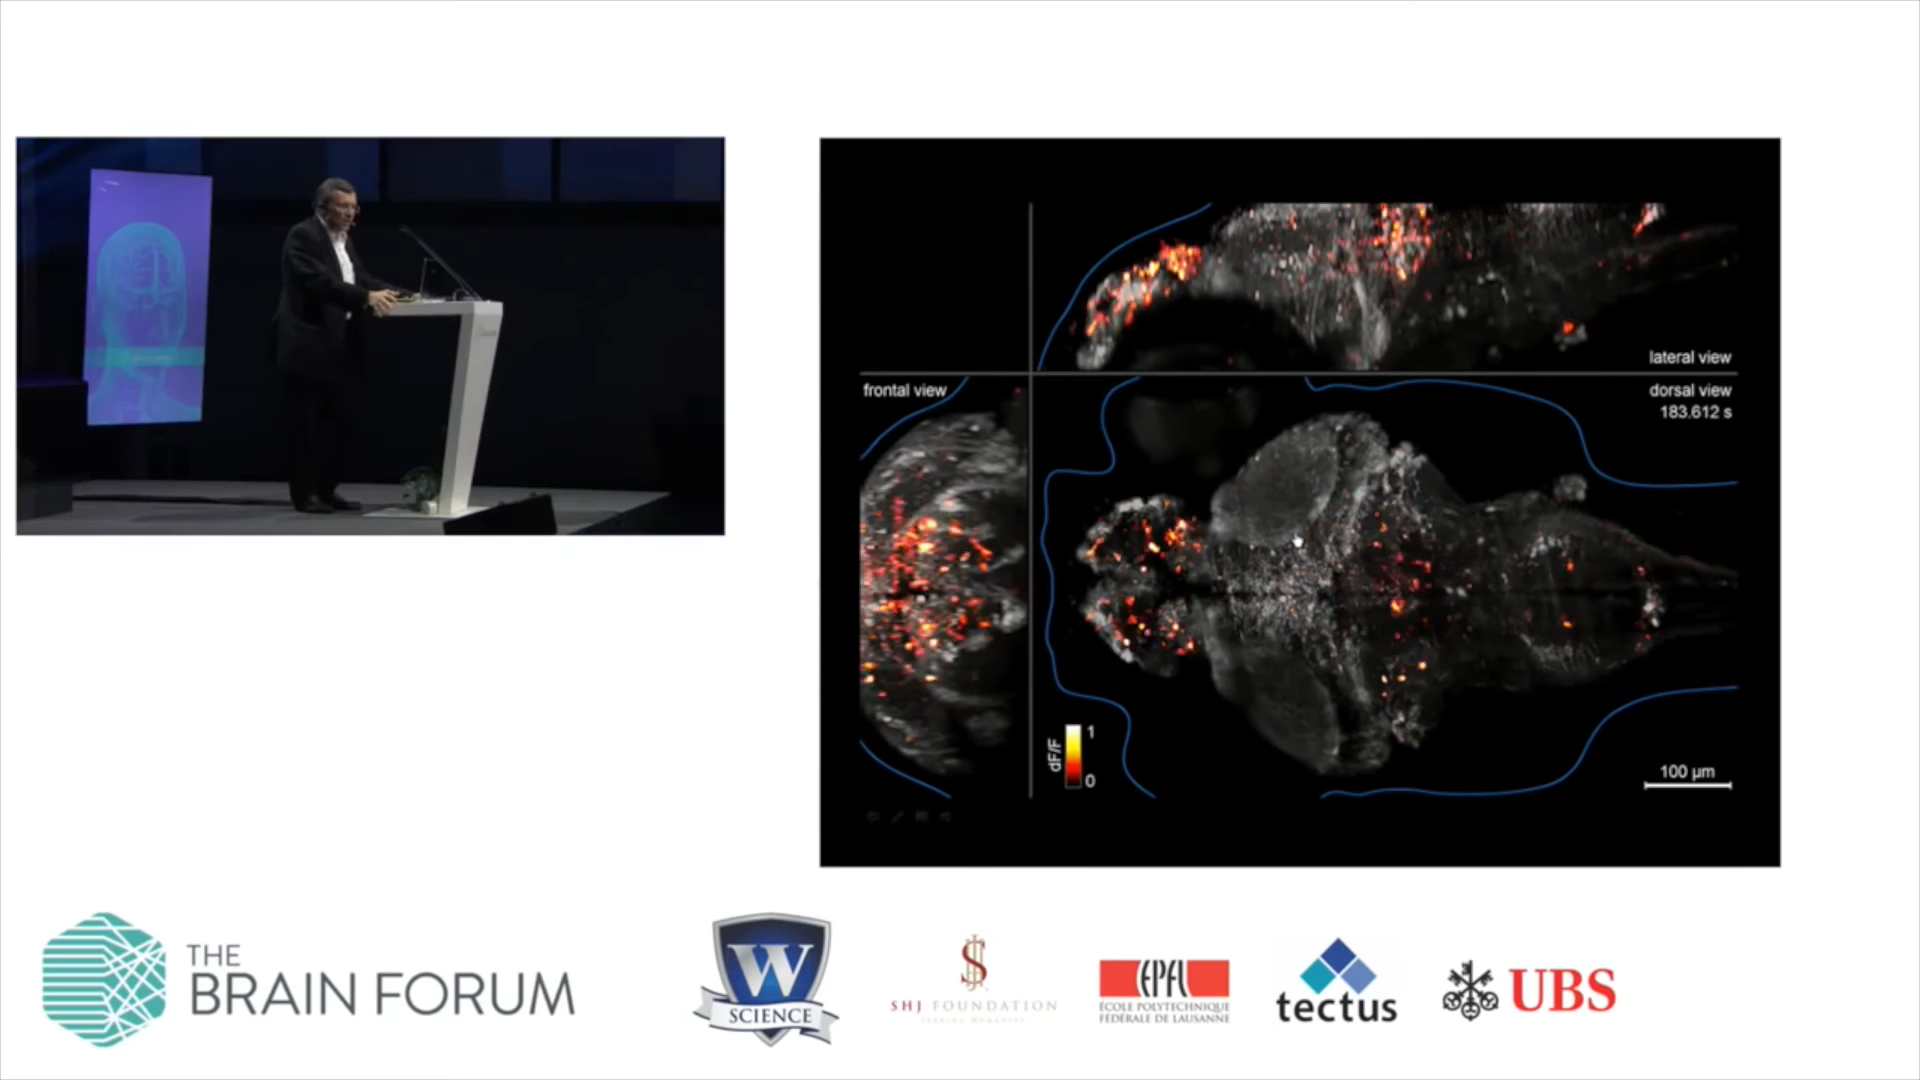 lateral view
frontal view
dorsal view
183.612 s
dF/F
1
0
100 µm
THE
BRAIN FORUM
W
SCIENCE
SHJ FOUNDATION
EPFL
ÉCOLE POLYTECHNIQUE
FÉDÉRALE DE LAUSANNE
tectus
UBS